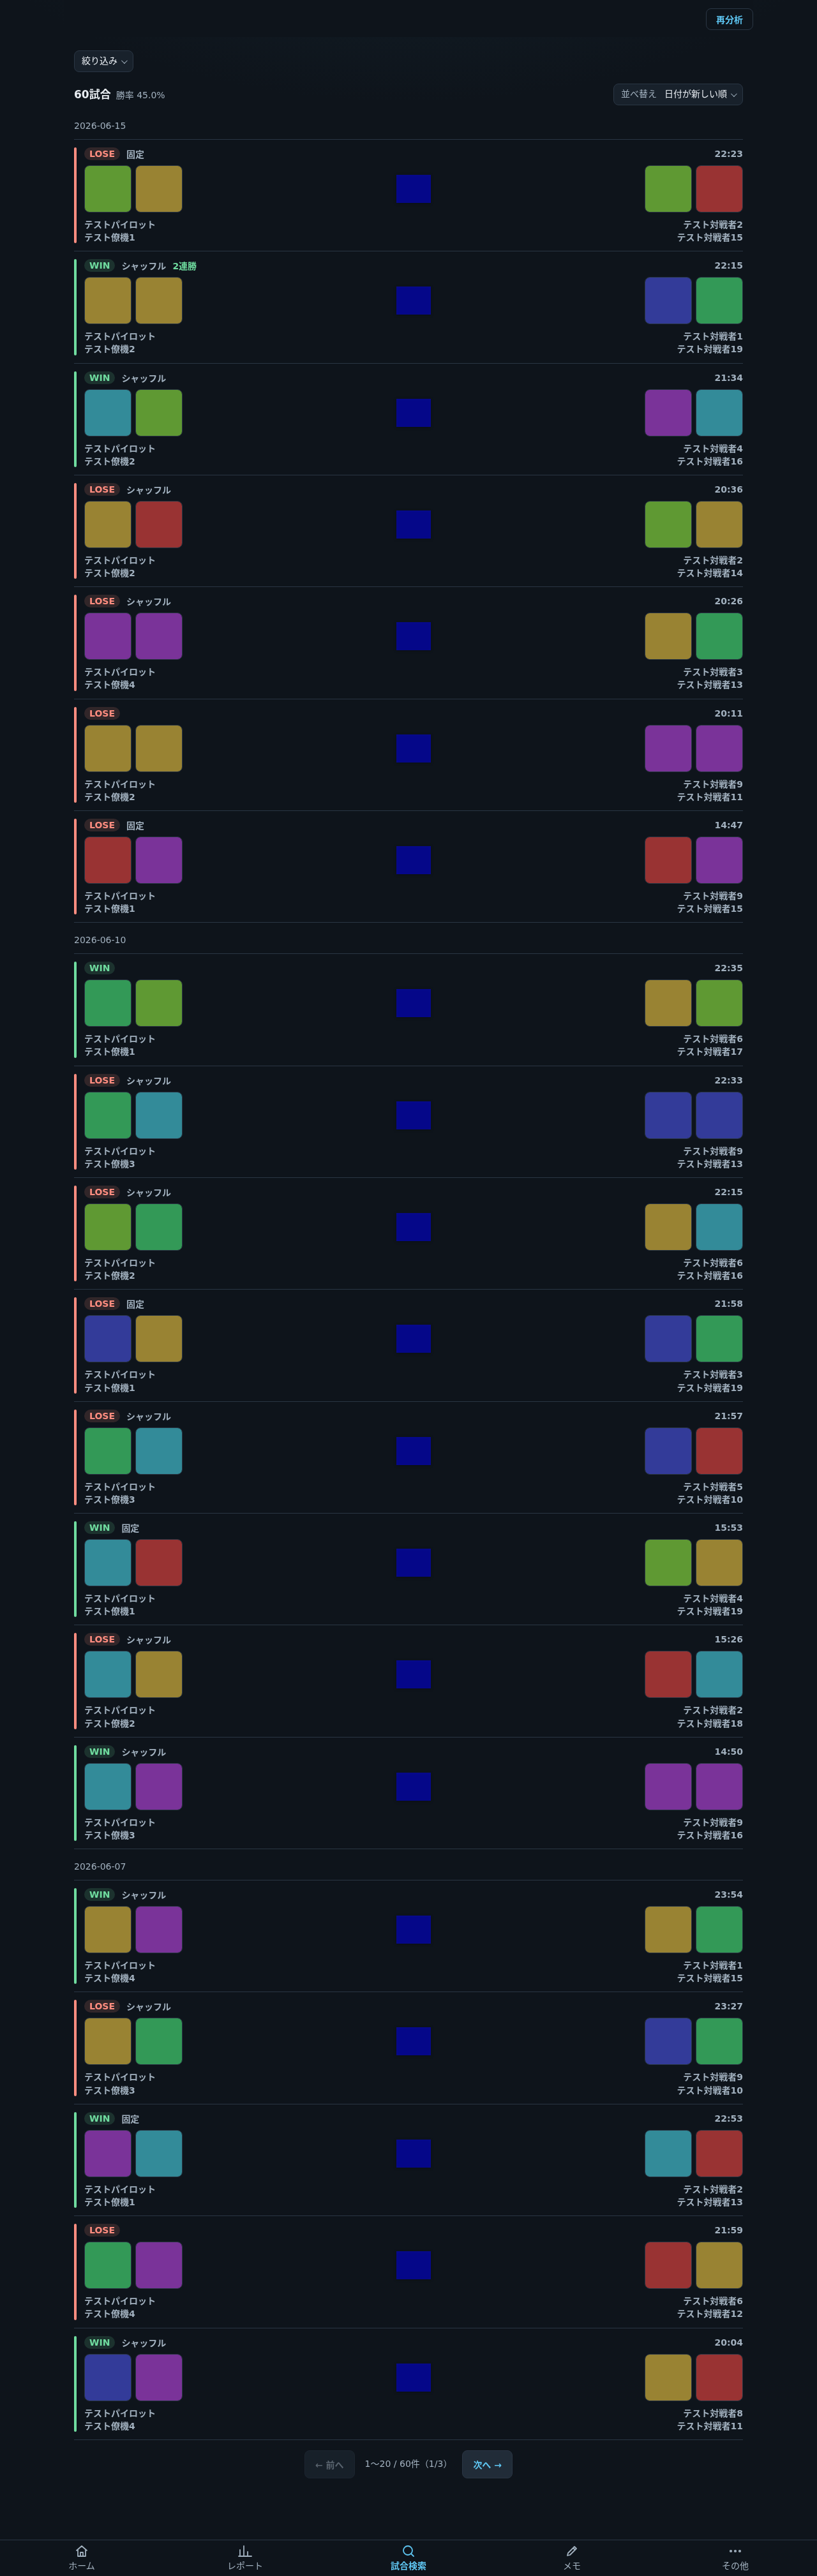 再分析
絞り込み
60試合 勝率 45.0% 並べ替え 日付が新しい順
2026-06-15
LOSE 固定 22:23
テストパイロット テスト対戦者2
テスト僚機1 テスト対戦者15
WIN シャッフル 2連勝 22:15
テストパイロット テスト対戦者1
テスト僚機2 テスト対戦者19
WIN シャッフル 21:34
テストパイロット テスト対戦者4
テスト僚機2 テスト対戦者16
LOSE シャッフル 20:36
テストパイロット テスト対戦者2
テスト僚機2 テスト対戦者14
LOSE シャッフル 20:26
テストパイロット テスト対戦者3
テスト僚機4 テスト対戦者13
LOSE 20:11
テストパイロット テスト対戦者9
テスト僚機2 テスト対戦者11
LOSE 固定 14:47
テストパイロット テスト対戦者9
テスト僚機1 テスト対戦者15
2026-06-10
WIN 22:35
テストパイロット テスト対戦者6
テスト僚機1 テスト対戦者17
LOSE シャッフル 22:33
テストパイロット テスト対戦者9
テスト僚機3 テスト対戦者13
LOSE シャッフル 22:15
テストパイロット テスト対戦者6
テスト僚機2 テスト対戦者16
LOSE 固定 21:58
テストパイロット テスト対戦者3
テスト僚機1 テスト対戦者19
LOSE シャッフル 21:57
テストパイロット テスト対戦者5
テスト僚機3 テスト対戦者10
WIN 固定 15:53
テストパイロット テスト対戦者4
テスト僚機1 テスト対戦者19
LOSE シャッフル 15:26
テストパイロット テスト対戦者2
テスト僚機2 テスト対戦者18
WIN シャッフル 14:50
テストパイロット テスト対戦者9
テスト僚機3 テスト対戦者16
2026-06-07
WIN シャッフル 23:54
テストパイロット テスト対戦者1
テスト僚機4 テスト対戦者15
LOSE シャッフル 23:27
テストパイロット テスト対戦者9
テスト僚機3 テスト対戦者10
WIN 固定 22:53
テストパイロット テスト対戦者2
テスト僚機1 テスト対戦者13
LOSE 21:59
テストパイロット テスト対戦者6
テスト僚機4 テスト対戦者12
WIN シャッフル 20:04
テストパイロット テスト対戦者8
テスト僚機4 テスト対戦者11
← 前へ 1〜20 / 60件（1/3） 次へ →
ホーム レポート 試合検索 メモ その他